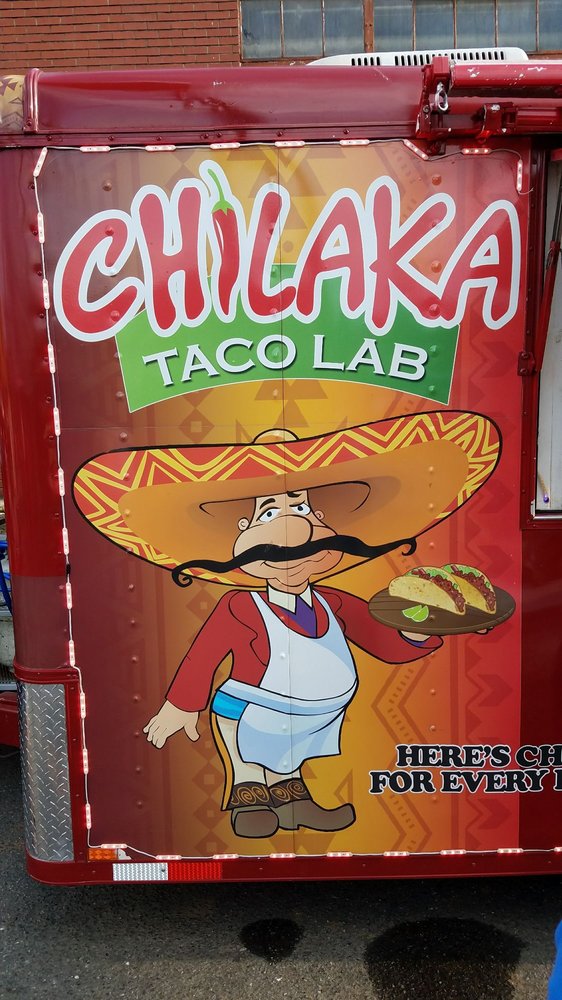 CHILAKA
TACO LAB
HERE'S
FOR EVERY